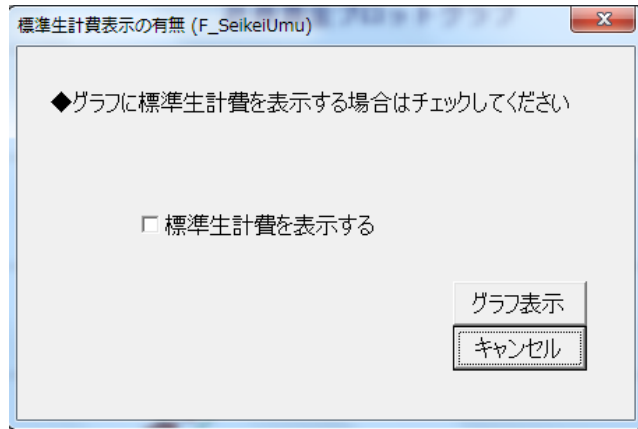 標準生計費表示の有無 (F_SeikeiUmu)
◆グラフに標準生計費を表示する場合はチェックしてください
標準生計費を表示する
グラフ表示
キャンセル